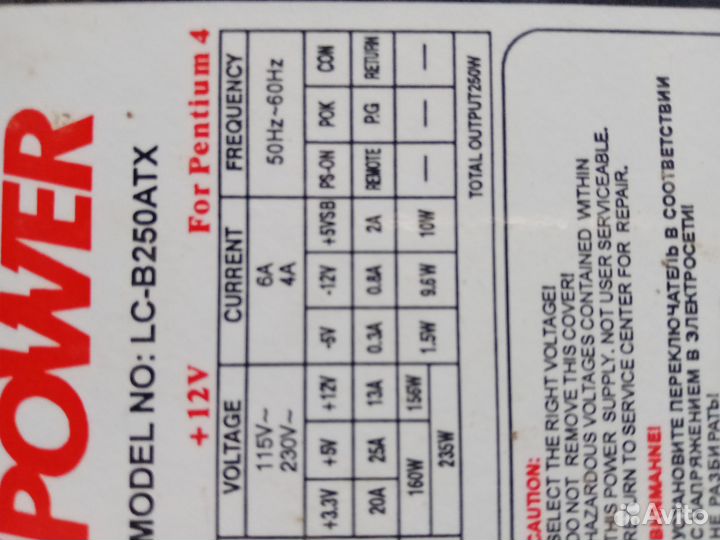 POWER
MODEL NO: LC-B250ATX
+12V For Pentium 4
VOLTAGE CURRENT FREQUENCY
115V~ 6A 50Hz~60Hz
230V~ 4A
+3.3V +5V +12V -5V -12V +5VSB PS-ON POK CON
20A 25A 13A 0.3A 0.8A 2A REMOTE P.G RETURN
160W 156W 1.5W 9.6W 10W — — —
235W
TOTAL OUTPUT250W
CAUTION:
SELECT THE RIGHT VOLTAGE!
DO NOT REMOVE THIS COVER!
HAZARDOUS VOLTAGES CONTAINED WITHIN
THIS POWER SUPPLY. NOT USER SERVICEABLE.
RETURN TO SERVICE CENTER FOR REPAIR.
ВНИМАНИЕ!
УСТАНОВИТЕ ПЕРЕКЛЮЧАТЕЛЬ В СООТВЕТСТВИИ
С НАПРЯЖЕНИЕМ В ЭЛЕКТРОСЕТИ!
НЕ РАЗБИРАТЬ!
Avito